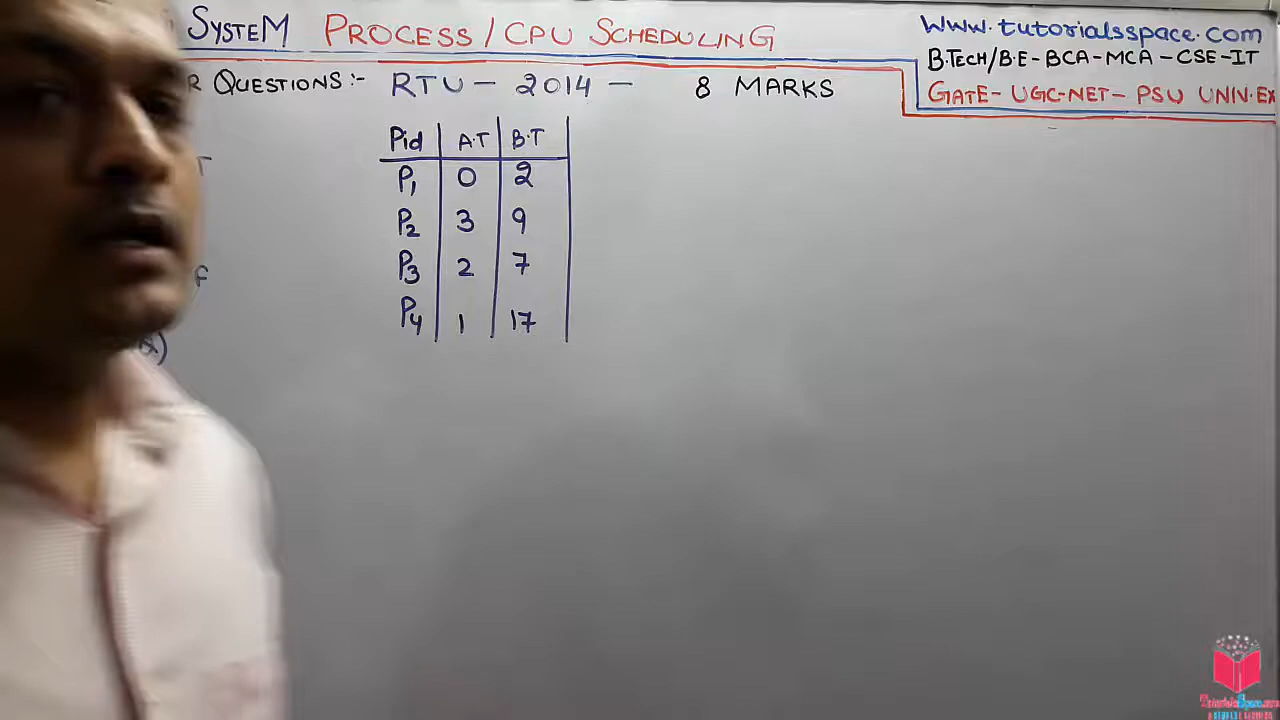 SYSTEM PROCESS / CPU SCHEDULING
www.tutorialsspace.com
B.TECH/B.E-BCA-MCA-CSE-IT
GATE-UGC-NET-PSU UNIV.EX
R QUESTIONS:- RTU - 2014 - 8 MARKS
Pid A.T B.T
P1 0 2
P2 3 9
P3 2 7
P4 1 17